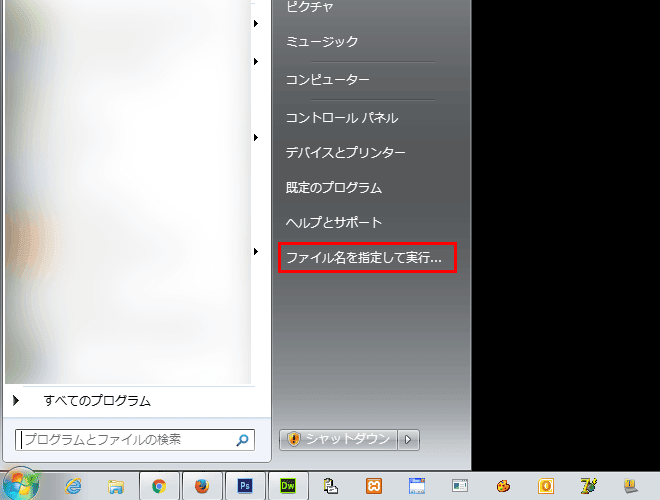 ピクチャ
ミュージック
コンピューター
コントロール パネル
デバイスとプリンター
既定のプログラム
ヘルプとサポート
ファイル名を指定して実行...
すべてのプログラム
プログラムとファイルの検索
シャットダウン
Ps
Dw